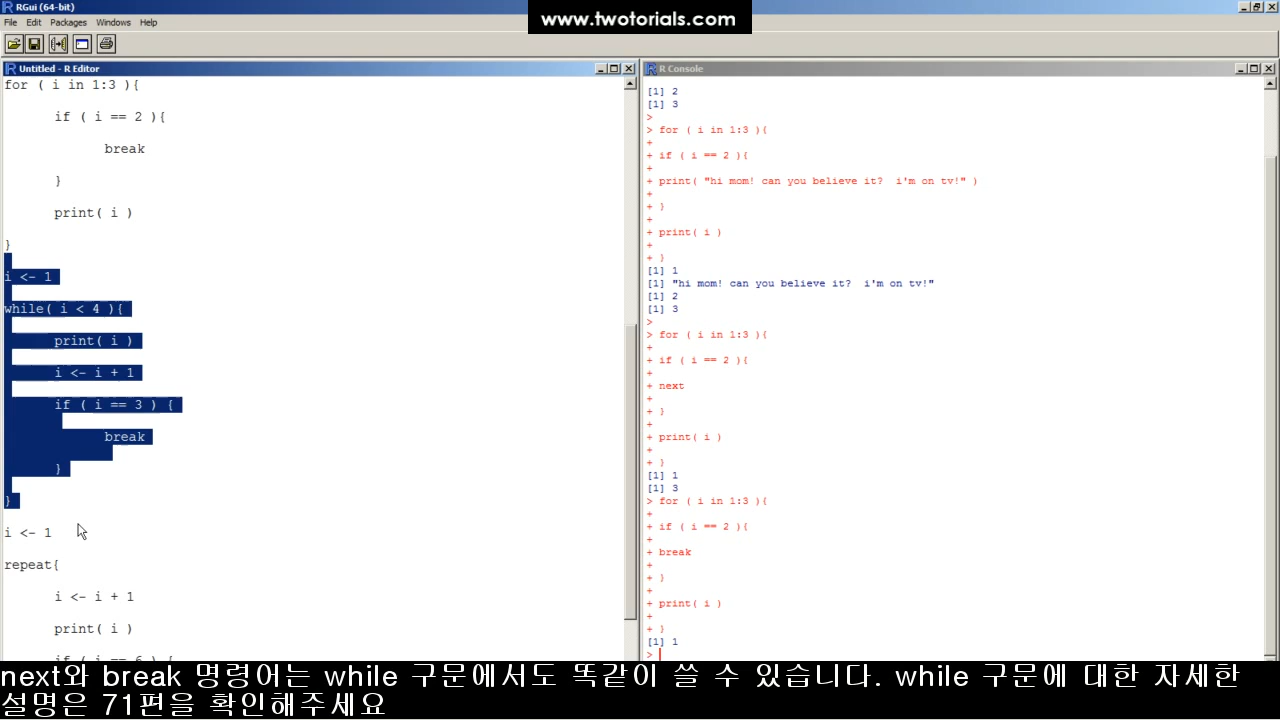 RGui (64-bit)
www.twotorials.com
File Edit Packages Windows Help
Untitled - R Editor
for ( i in 1:3 ){
if ( i == 2 ){
break
}
print( i )
}
i <- 1
while( i < 4 ){
print( i )
i <- i + 1
if ( i == 3 ) {
break
}
}
i <- 1
repeat{
i <- i + 1
print( i )
if ( i == 6 ) {
R Console
[1] 2
[1] 3
>
> for ( i in 1:3 ){
+
+ if ( i == 2 ){
+
+ print( "hi mom! can you believe it?  i'm on tv!" )
+
+ }
+
+ print( i )
+
+ }
[1] 1
[1] "hi mom! can you believe it?  i'm on tv!"
[1] 2
[1] 3
>
> for ( i in 1:3 ){
+
+ if ( i == 2 ){
+
+ next
+
+ }
+
+ print( i )
+
+ }
[1] 1
[1] 3
> for ( i in 1:3 ){
+
+ if ( i == 2 ){
+
+ break
+
+ }
+
+ print( i )
+
+ }
[1] 1
>
next와 break 명령어는 while 구문에서도 똑같이 쓸 수 있습니다. while 구문에 대한 자세한
설명은 71편을 확인해주세요